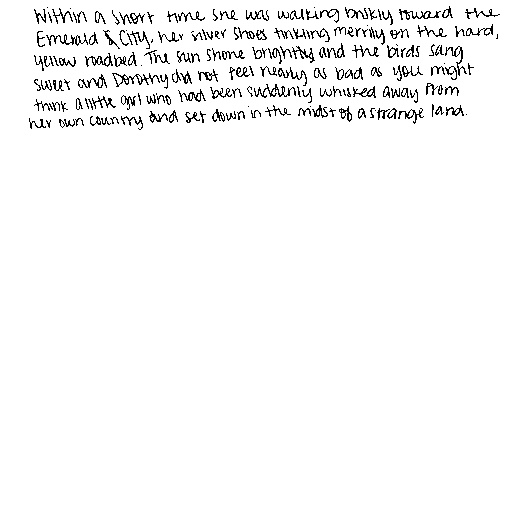 Within a short time she was walking briskly toward the
Emerald City, her silver shoes tinkling merrily on the hard,
yellow roadbed. The sun shone brightly and the birds sang
sweet and Dorothy did not feel nearly as bad as you might
think a little girl who had been suddenly whisked away from
her own country and set down in the midst of a strange land.